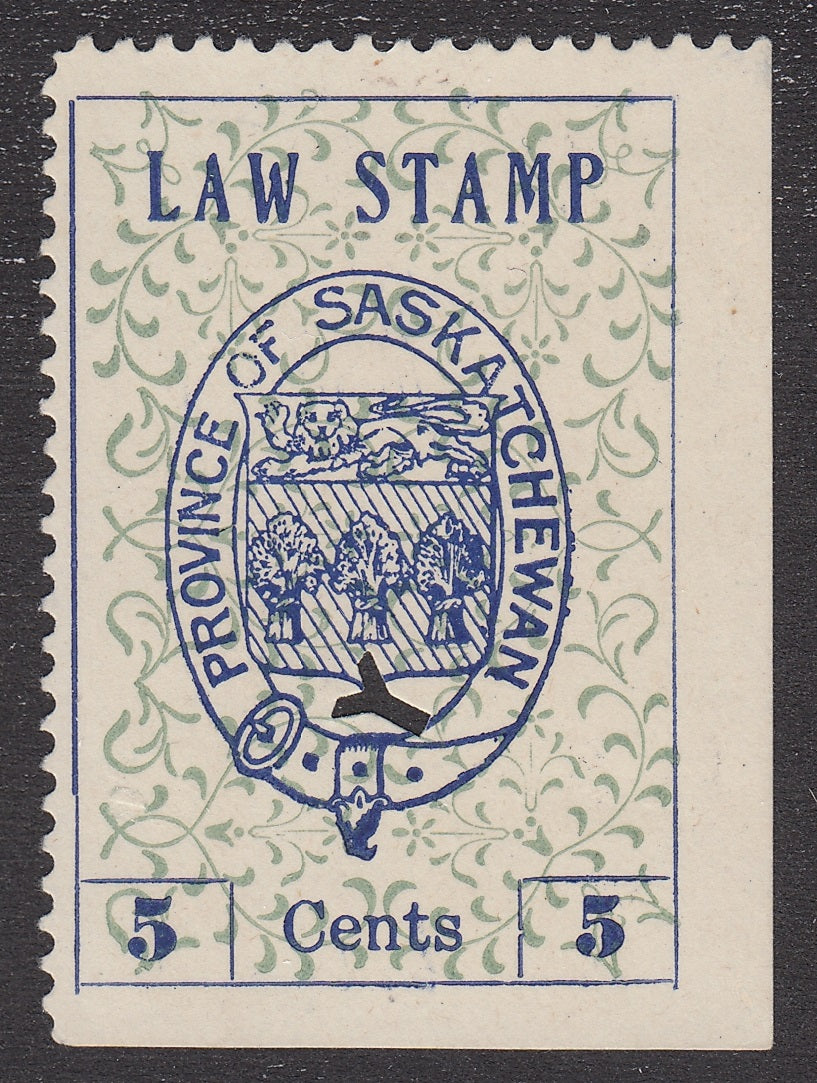 LAW STAMP
PROVINCE OF SASKATCHEWAN
5 Cents 5